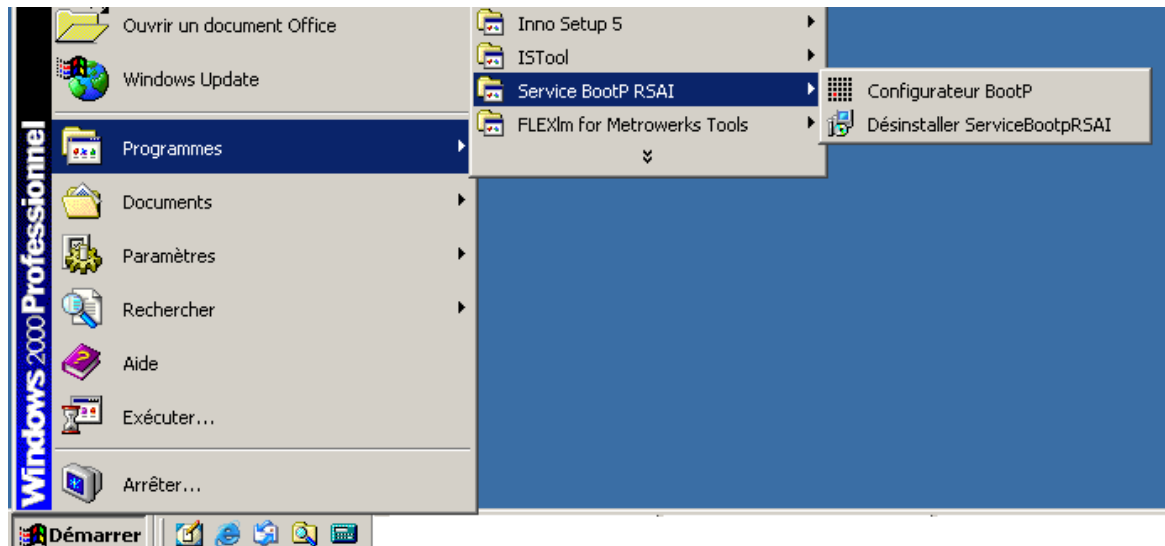 Windows 2000 Professionnel
Ouvrir un document Office
Windows Update
Programmes
Documents
Paramètres
Rechercher
Aide
Exécuter...
Arrêter...
Inno Setup 5
ISTool
Service BootP RSAI
FLEXlm for Metrowerks Tools
Configurateur BootP
Désinstaller ServiceBootpRSAI
Démarrer